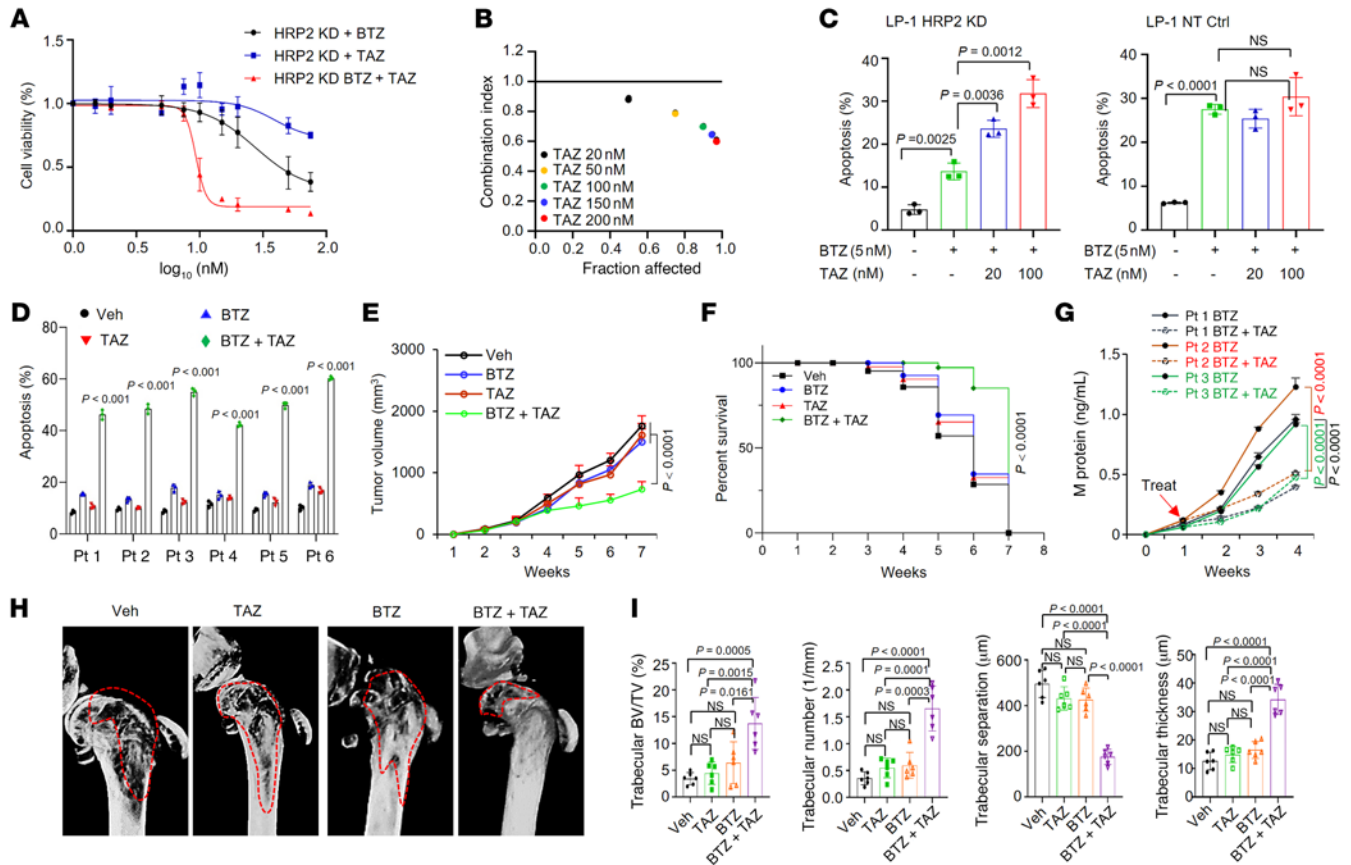 A
Cell viability (%)
1.5
1.0
0.5
0.0
0.0 0.5 1.0 1.5 2.0
log10 (nM)
HRP2 KD + BTZ
HRP2 KD + TAZ
HRP2 KD BTZ + TAZ
B
Combination index
1.2
1.0
0.8
0.6
0.4
0.2
0.0
TAZ 20 nM
TAZ 50 nM
TAZ 100 nM
TAZ 150 nM
TAZ 200 nM
0.0 0.2 0.4 0.6 0.8 1.0
Fraction affected
C
LP-1 HRP2 KD
P = 0.0012
P = 0.0036
P =0.0025
Apoptosis (%)
40
30
20
10
0
BTZ (5 nM) - + + +
TAZ (nM) - - 20 100
LP-1 NT Ctrl
NS
P < 0.0001
NS
Apoptosis (%)
40
30
20
10
0
BTZ (5 nM) - + + +
TAZ (nM) - - 20 100
D
Veh
BTZ
TAZ
BTZ + TAZ
Apoptosis (%)
80
60
40
20
0
P < 0.001
P < 0.001
P < 0.001
P < 0.001
P < 0.001
P < 0.001
Pt 1 Pt 2 Pt 3 Pt 4 Pt 5 Pt 6
E
Tumor volume (mm3)
3000
2000
1000
0
Veh
BTZ
TAZ
BTZ + TAZ
P < 0.0001
1 2 3 4 5 6 7
Weeks
F
Percent survival
100
50
0
Veh
BTZ
TAZ
BTZ + TAZ
P < 0.0001
0 1 2 3 4 5 6 7 8
Weeks
G
M protein (ng/mL)
1.5
1.0
0.5
0
Pt 1 BTZ
Pt 1 BTZ + TAZ
Pt 2 BTZ
Pt 2 BTZ + TAZ
Pt 3 BTZ
Pt 3 BTZ + TAZ
Treat
P < 0.0001
P < 0.0001
P < 0.0001
0 1 2 3 4
Weeks
H
Veh TAZ BTZ BTZ + TAZ
I
Trabecular BV/TV (%)
25
20
15
10
5
0
P = 0.0005
P = 0.0015
P = 0.0161
NS
NS
NS
Veh TAZ BTZ BTZ + TAZ
Trabecular number (1/mm)
2.5
2.0
1.5
1.0
0.5
0
P < 0.0001
P = 0.0001
P = 0.0003
NS
NS
NS
Veh TAZ BTZ BTZ + TAZ
Trabecular separation (μm)
600
400
200
0
P < 0.0001
P < 0.0001
NS
P < 0.0001
NS
NS
Veh TAZ BTZ BTZ + TAZ
Trabecular thickness (μm)
50
40
30
20
10
0
P < 0.0001
P < 0.0001
P < 0.0001
NS
NS
NS
Veh TAZ BTZ BTZ + TAZ